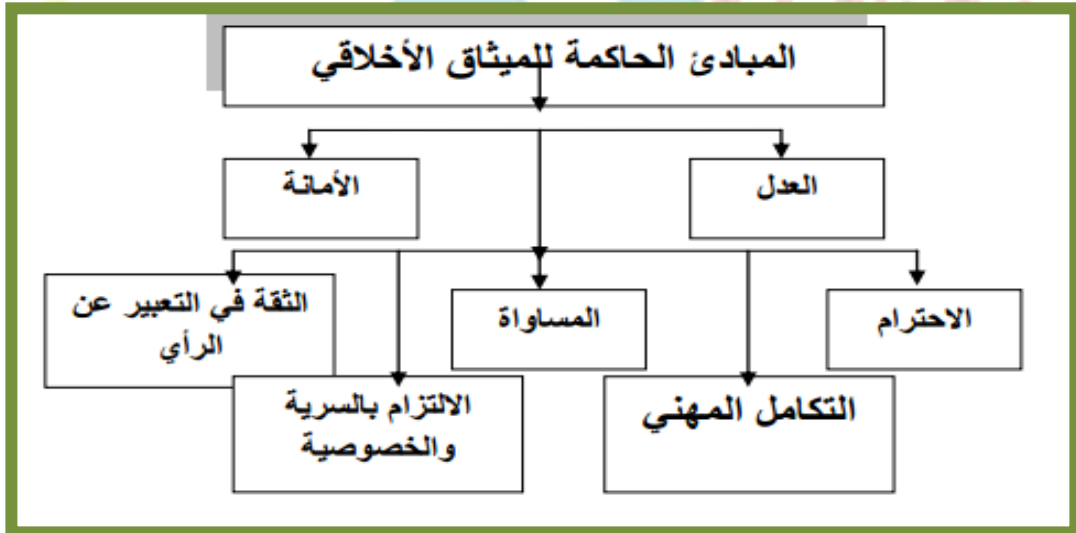 المبادئ الحاكمة للميثاق الأخلاقي
العدل
الأمانة
الاحترام
المساواة
الثقة في التعبير عن
الرأي
التكامل المهني
الالتزام بالسرية
والخصوصية